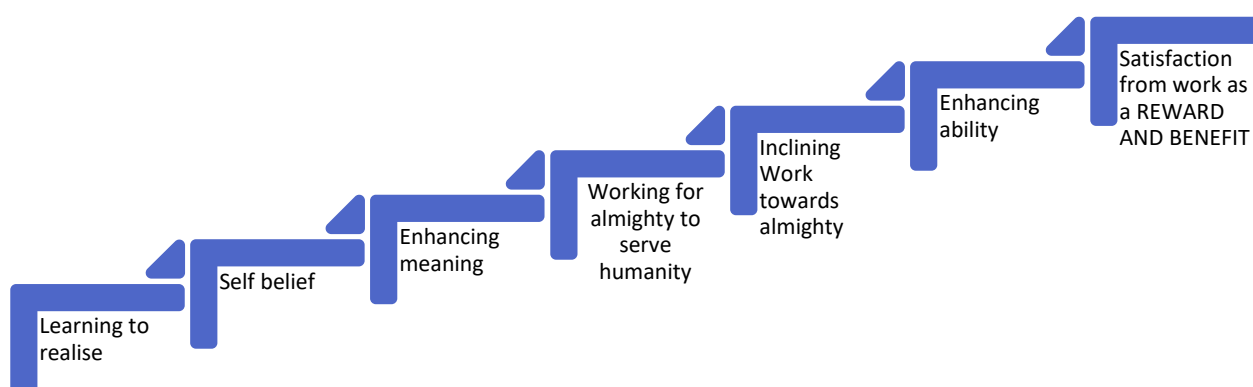 Learning to
realise
Self belief
Enhancing
meaning
Working for
almighty to
serve
humanity
Inclining
Work
towards
almighty
Enhancing
ability
Satisfaction
from work as
a REWARD
AND BENEFIT